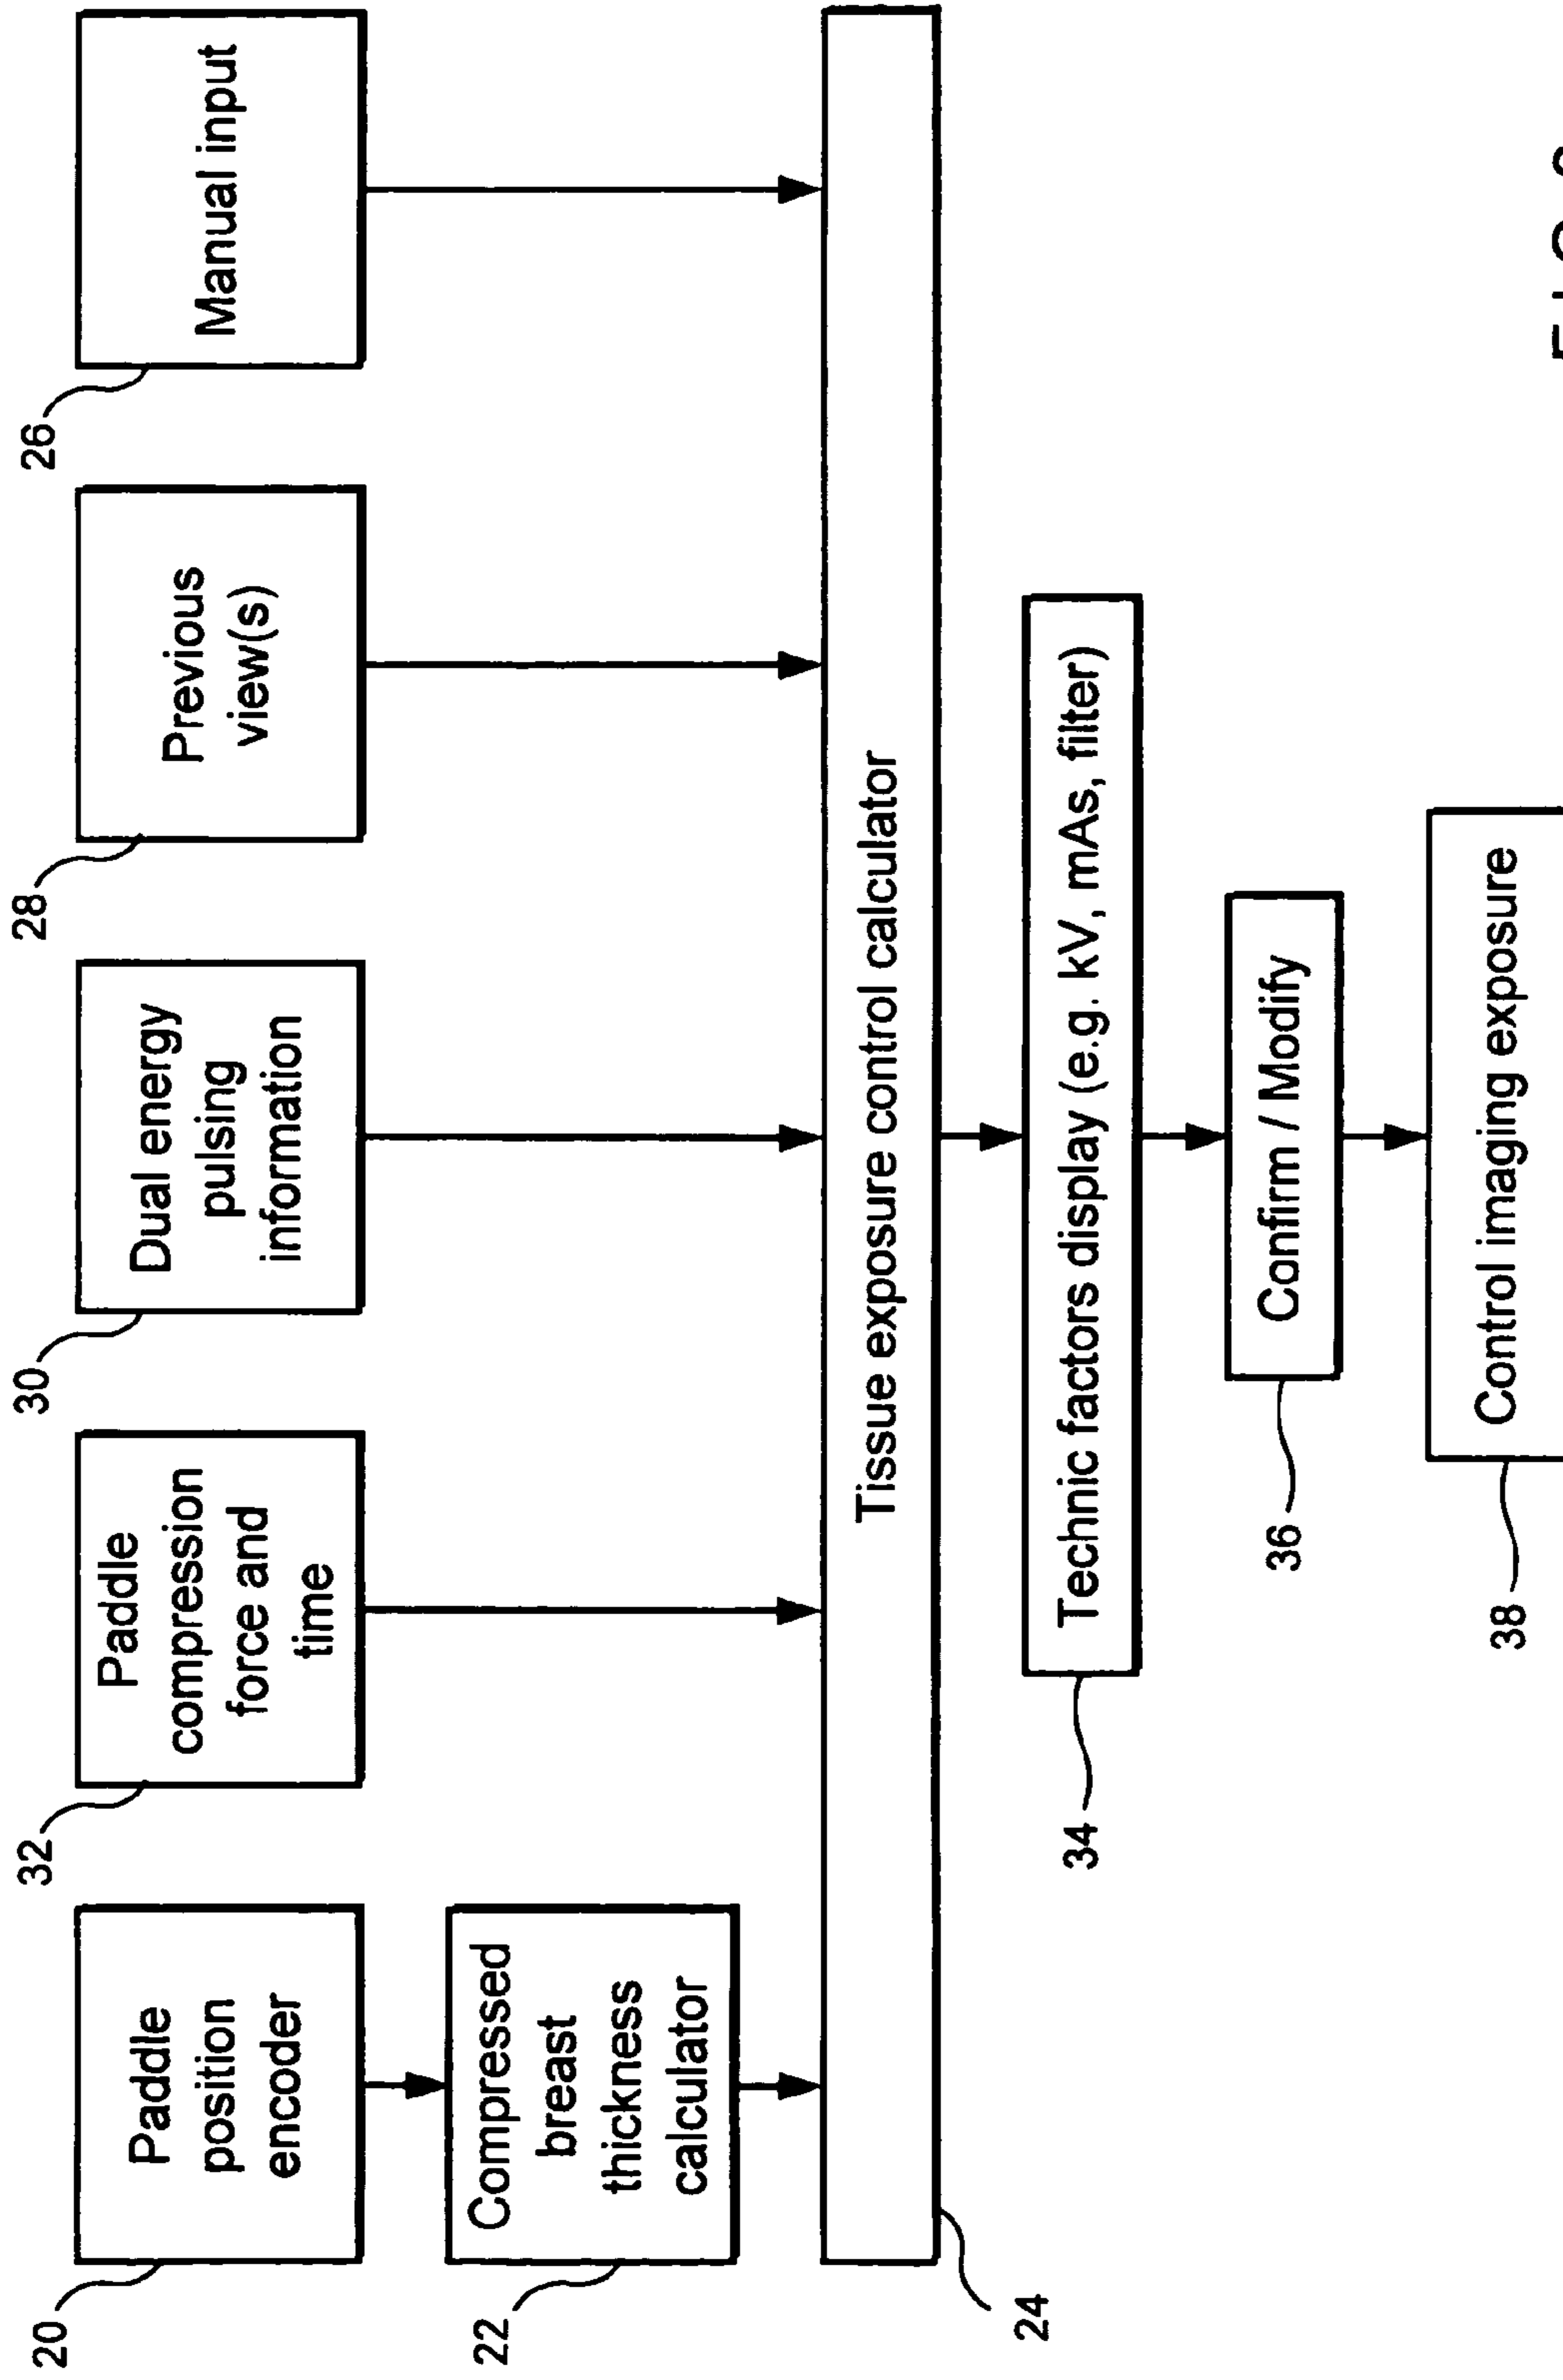 20
Paddle
position
encoder
32
Paddle
compression
force and
time
30
Dual energy
pulsing
information
28
Previous
view(s)
26
Manual input
22
Compressed
breast
thickness
calculator
24
Tissue exposure control calculator
34
Technic factors display (e.g. kV, mAs, filter)
36
Confirm / Modify
38
Control imaging exposure